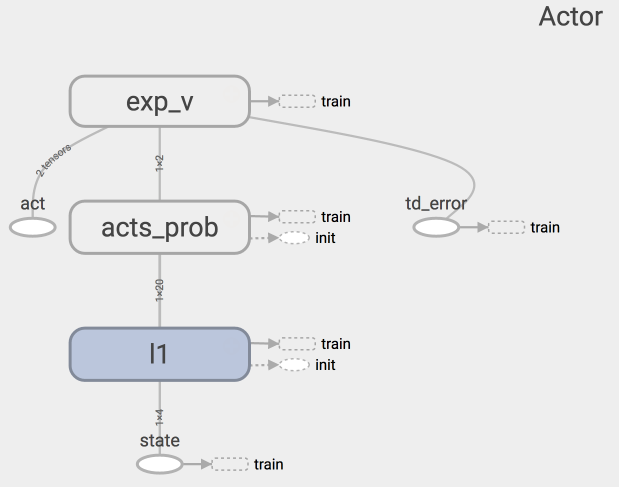 Actor
exp_v
train
2 tensors
1×2
act
td_error
acts_prob
train
train
init
1×20
l1
train
init
1×4
state
train